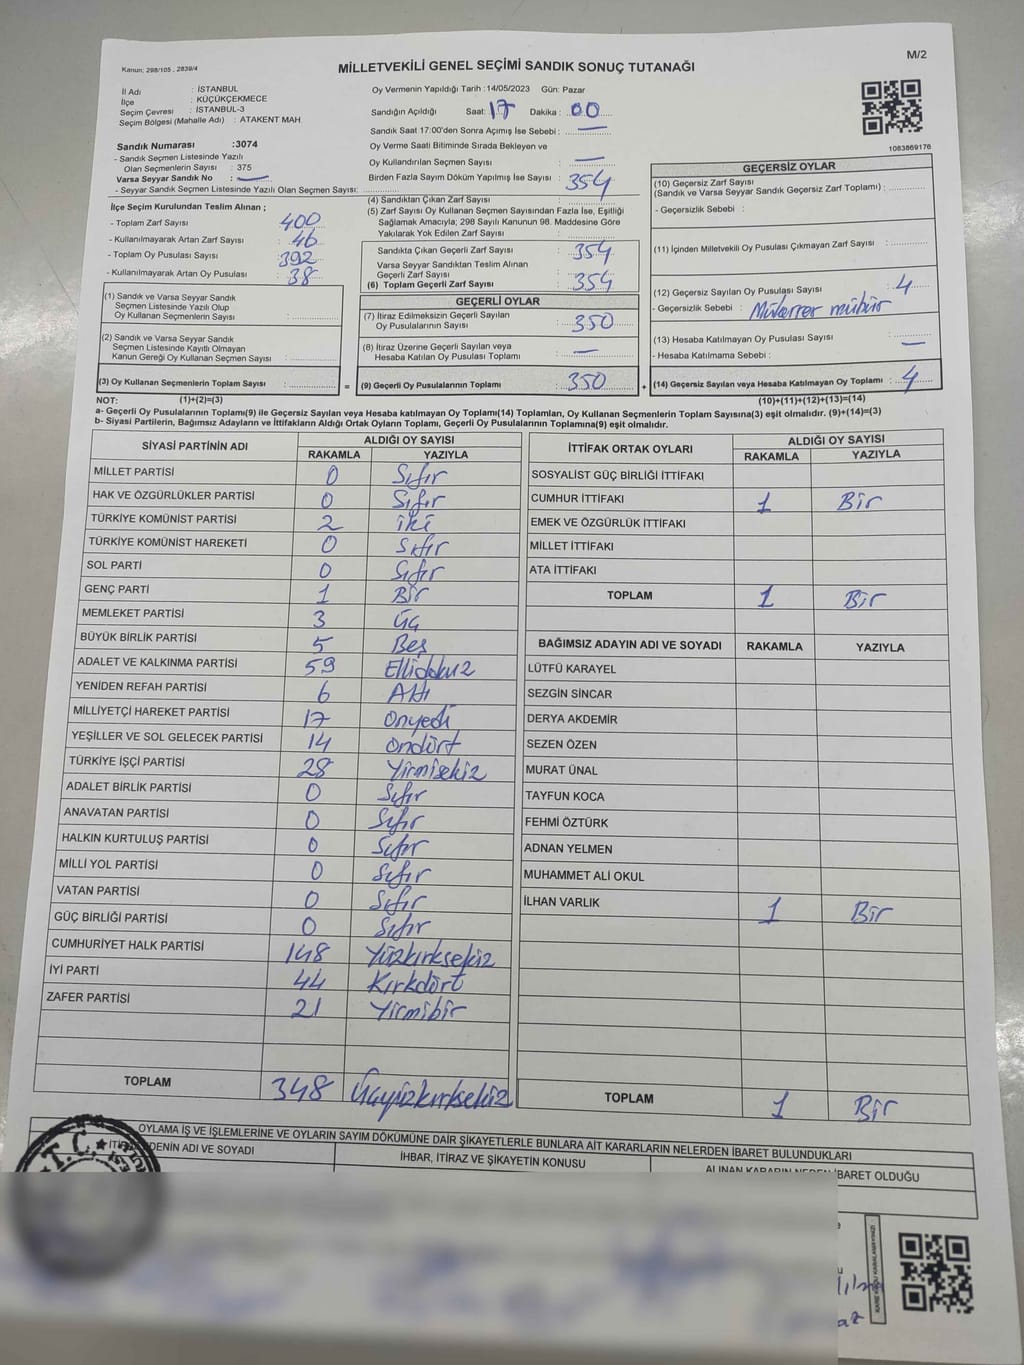 Kanun: 298/105, 2839/4
M/2
MİLLETVEKİLİ GENEL SEÇİMİ SANDIK SONUÇ TUTANAĞI
İl Adı : İSTANBUL
İlçe : KÜÇÜKÇEKMECE
Seçim Çevresi : İSTANBUL-3
Seçim Bölgesi (Mahalle Adı) : ATAKENT MAH.
Sandık Numarası :3074
- Sandık Seçmen Listesinde Yazılı
Olan Seçmenlerin Sayısı : 375
Varsa Seyyar Sandık No :
- Seyyar Sandık Seçmen Listesinde Yazılı Olan Seçmen Sayısı:
Oy Vermenin Yapıldığı Tarih :14/05/2023 Gün: Pazar
Sandığın Açıldığı Saat: 17 Dakika : 00
Sandık Saat 17:00'den Sonra Açımış İse Sebebi :
Oy Verme Saati Bitiminde Sırada Bekleyen ve
Oy Kullandırılan Seçmen Sayısı
Birden Fazla Sayım Döküm Yapılmış İse Sayısı : 354
1083869176
İlçe Seçim Kurulundan Teslim Alınan ;
- Toplam Zarf Sayısı : 400
- Kullanılmayarak Artan Zarf Sayısı : 46
- Toplam Oy Pusulası Sayısı : 392
- Kullanılmayarak Artan Oy Pusulası : 38
(1) Sandık ve Varsa Seyyar Sandık
Seçmen Listesinde Yazılı Olup
Oy Kullanan Seçmenlerin Sayısı :
(2) Sandık ve Varsa Seyyar Sandık
Seçmen Listesinde Kayıtlı Olmayan
Kanun Gereği Oy Kullanan Seçmen Sayısı :
(3) Oy Kullanan Seçmenlerin Toplam Sayısı :
(4) Sandıktan Çıkan Zarf Sayısı :
(5) Zarf Sayısı Oy Kullanan Seçmen Sayısından Fazla İse, Eşitliği
Sağlamak Amacıyla; 298 Sayılı Kanunun 98. Maddesine Göre
Yakılarak Yok Edilen Zarf Sayısı :
Sandıkta Çıkan Geçerli Zarf Sayısı : 354
Varsa Seyyar Sandıktan Teslim Alınan
Geçerli Zarf Sayısı
(6) Toplam Geçerli Zarf Sayısı : 354
GEÇERLİ OYLAR
(7) İtiraz Edilmeksizin Geçerli Sayılan
Oy Pusulalarının Sayısı : 350
(8) İtiraz Üzerine Geçerli Sayılan veya
Hesaba Katılan Oy Pusulası Toplamı :
= (9) Geçerli Oy Pusulalarının Toplamı : 350
GEÇERSİZ OYLAR
(10) Geçersiz Zarf Sayısı
(Sandık ve Varsa Seyyar Sandık Geçersiz Zarf Toplamı) :
- Geçersizlik Sebebi :
(11) İçinden Milletvekili Oy Pusulası Çıkmayan Zarf Sayısı :
(12) Geçersiz Sayılan Oy Pusulası Sayısı : 4
- Geçersizlik Sebebi : Mükerrer mühür
(13) Hesaba Katılmayan Oy Pusulası Sayısı :
- Hesaba Katılmama Sebebi :
+ (14) Geçersiz Sayılan veya Hesaba Katılmayan Oy Toplamı : 4
NOT: (1)+(2)=(3) (10)+(11)+(12)+(13)=(14)
a- Geçerli Oy Pusulalarının Toplam(9) ile Geçersiz Sayılan veya Hesaba katılmayan Oy Toplamı(14) Toplamları, Oy Kullanan Seçmenlerin Toplam Sayısına(3) eşit olmalıdır. (9)+(14)=(3)
b- Siyasi Partilerin, Bağımsız Adayların ve İttifakların Aldığı Ortak Oyların Toplamı, Geçerli Oy Pusulalarının Toplamına(9) eşit olmalıdır.
SİYASİ PARTİNİN ADI ALDIĞI OY SAYISI
RAKAMLA YAZIYLA
MİLLET PARTİSİ 0 Sıfır
HAK VE ÖZGÜRLÜKLER PARTİSİ 0 Sıfır
TÜRKİYE KOMÜNİST PARTİSİ 2 iki
TÜRKİYE KOMÜNİST HAREKETİ 0 Sıfır
SOL PARTİ 0 Sıfır
GENÇ PARTİ 1 Bir
MEMLEKET PARTİSİ 3 Üç
BÜYÜK BİRLİK PARTİSİ 5 Beş
ADALET VE KALKINMA PARTİSİ 59 Ellidokuz
YENİDEN REFAH PARTİSİ 6 Altı
MİLLİYETÇİ HAREKET PARTİSİ 17 Onyedi
YEŞİLLER VE SOL GELECEK PARTİSİ 14 Ondört
TÜRKİYE İŞÇİ PARTİSİ 28 Yirmisekiz
ADALET BİRLİK PARTİSİ 0 Sıfır
ANAVATAN PARTİSİ 0 Sıfır
HALKIN KURTULUŞ PARTİSİ 0 Sıfır
MİLLİ YOL PARTİSİ 0 Sıfır
VATAN PARTİSİ 0 Sıfır
GÜÇ BİRLİĞİ PARTİSİ 0 Sıfır
CUMHURİYET HALK PARTİSİ 148 Yüzkırksekiz
İYİ PARTİ 44 Kırkdört
ZAFER PARTİSİ 21 Yirmibir
TOPLAM 348 Üçyüzkırksekiz
İTTİFAK ORTAK OYLARI ALDIĞI OY SAYISI
RAKAMLA YAZIYLA
SOSYALİST GÜÇ BİRLİĞİ İTTİFAKI
CUMHUR İTTİFAKI 1 Bir
EMEK VE ÖZGÜRLÜK İTTİFAKI
MİLLET İTTİFAKI
ATA İTTİFAKI
TOPLAM 1 Bir
BAĞIMSIZ ADAYIN ADI VE SOYADI RAKAMLA YAZIYLA
LÜTFÜ KARAYEL
SEZGİN SİNCAR
DERYA AKDEMİR
SEZEN ÖZEN
MURAT ÜNAL
TAYFUN KOCA
FEHMİ ÖZTÜRK
ADNAN YELMEN
MUHAMMET ALİ OKUL
İLHAN VARLIK 1 Bir
TOPLAM 1 Bir
OYLAMA İŞ VE İŞLEMLERİNE VE OYLARIN SAYIM DÖKÜMÜNE DAİR ŞİKAYETLERLE BUNLARA AİT KARARLARIN NELERDEN İBARET BULUNDUKLARI
DENİN ADI VE SOYADI İHBAR, İTİRAZ VE ŞİKAYETİN KONUSU ALINAN KARARIN NEDEN İBARET OLDUĞU
T.C.